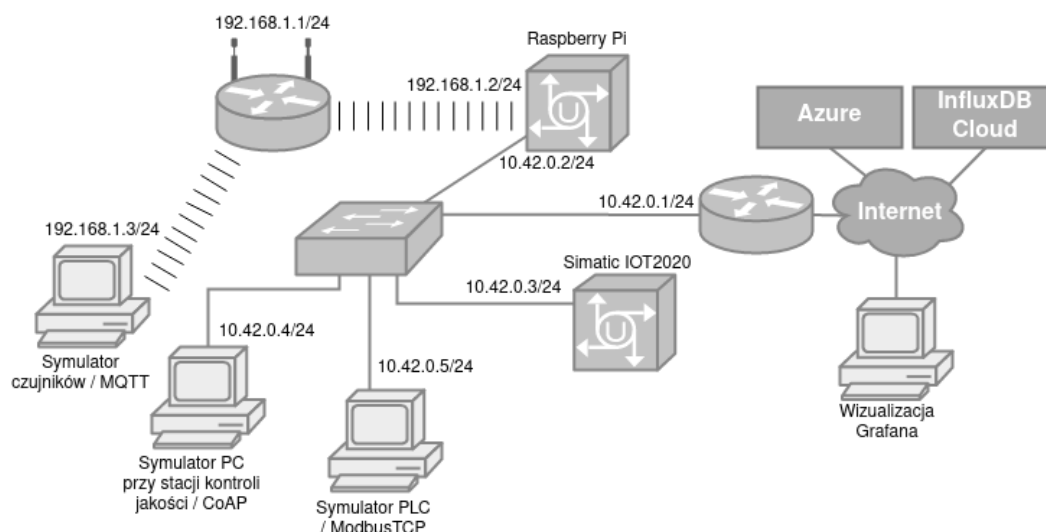 192.168.1.1/24
Raspberry Pi
192.168.1.2/24
U
Azure
InfluxDB
Cloud
10.42.0.2/24
10.42.0.1/24
Internet
192.168.1.3/24
Simatic IOT2020
10.42.0.3/24
U
10.42.0.4/24
Symulator
czujników / MQTT
10.42.0.5/24
Wizualizacja
Grafana
Symulator PC
przy stacji kontroli
jakości / CoAP
Symulator PLC
/ ModbusTCP